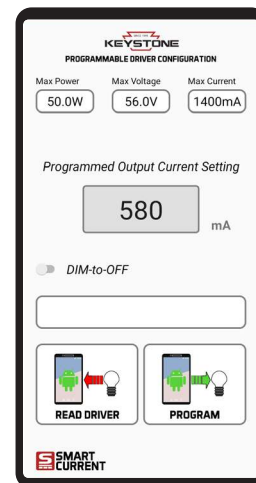 KEYSTONE
PROGRAMMABLE DRIVER CONFIGURATION
Max Power Max Voltage Max Current
50.0W 56.0V 1400mA
Programmed Output Current Setting
580 mA
DIM-to-OFF
READ DRIVER PROGRAM
SMART
CURRENT